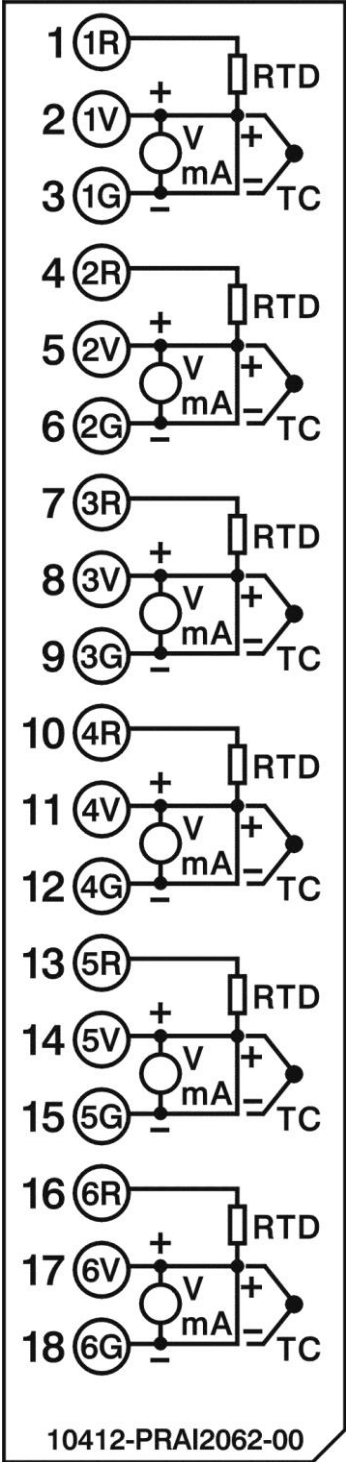 1 1R RTD
+
2 1V V +
mA
3 1G − − TC
4 2R RTD
+
5 2V V +
mA
6 2G − − TC
7 3R RTD
+
8 3V V +
mA
9 3G − − TC
10 4R RTD
+
11 4V V +
mA
12 4G − − TC
13 5R RTD
+
14 5V V +
mA
15 5G − − TC
16 6R RTD
+
17 6V V +
mA
18 6G − − TC
10412-PRAI2062-00